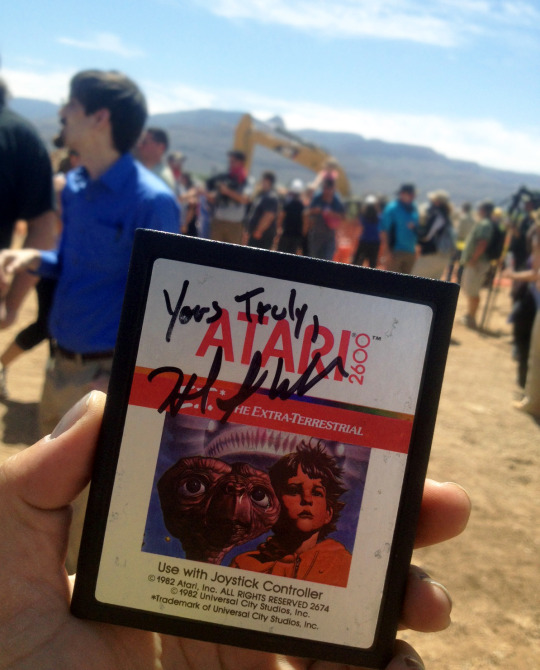 Yours Truly,
ATARI® 2600™
THE EXTRA-TERRESTRIAL
Use with Joystick Controller
© 1982 Atari, Inc. ALL RIGHTS RESERVED 2674
© 1982 Universal City Studios, Inc.
*Trademark of Universal City Studios, Inc.